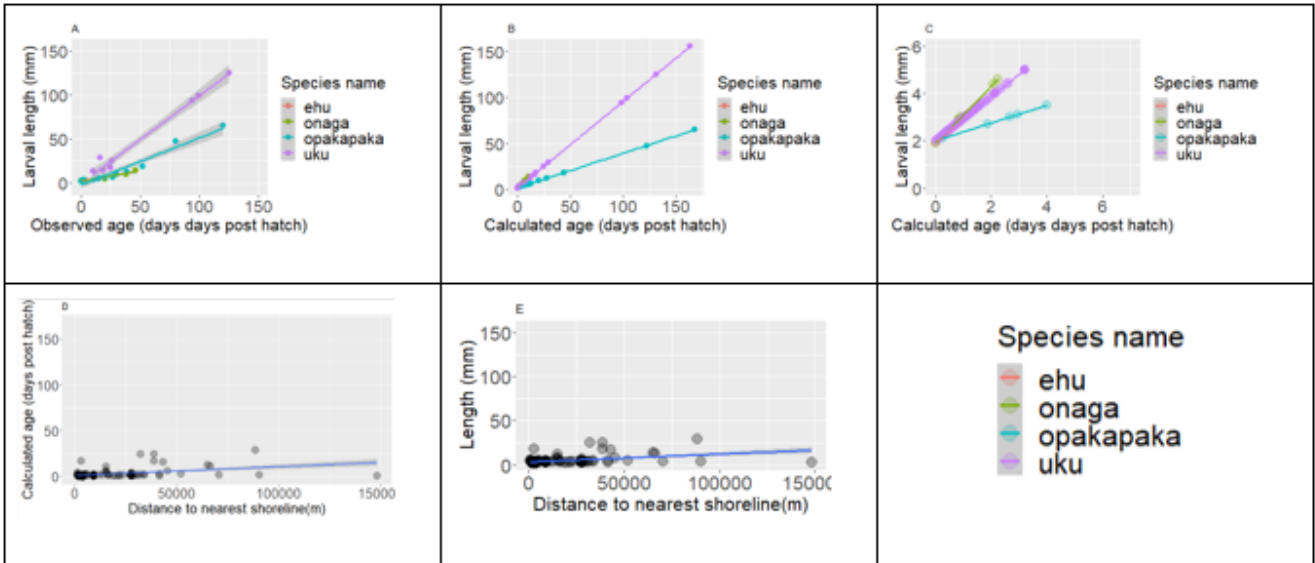 A
Larval length (mm)
150
100
50
0
0 50 100 150
Observed age (days days post hatch)
Species name
ehu
onaga
opakapaka
uku
B
Larval length (mm)
150
100
50
0
0 50 100 150
Calculated age (days post hatch)
Species name
ehu
onaga
opakapaka
uku
C
Larval length (mm)
6
4
2
0
0 2 4 6
Calculated age (days days post hatch)
Species name
ehu
onaga
opakapaka
uku
D
Calculated age (days post hatch)
150
100
50
0
0 50000 100000 15000
Distance to nearest shoreline(m)
E
Length (mm)
150
100
50
0
0 50000 100000 15000
Distance to nearest shoreline(m)
Species name
ehu
onaga
opakapaka
uku